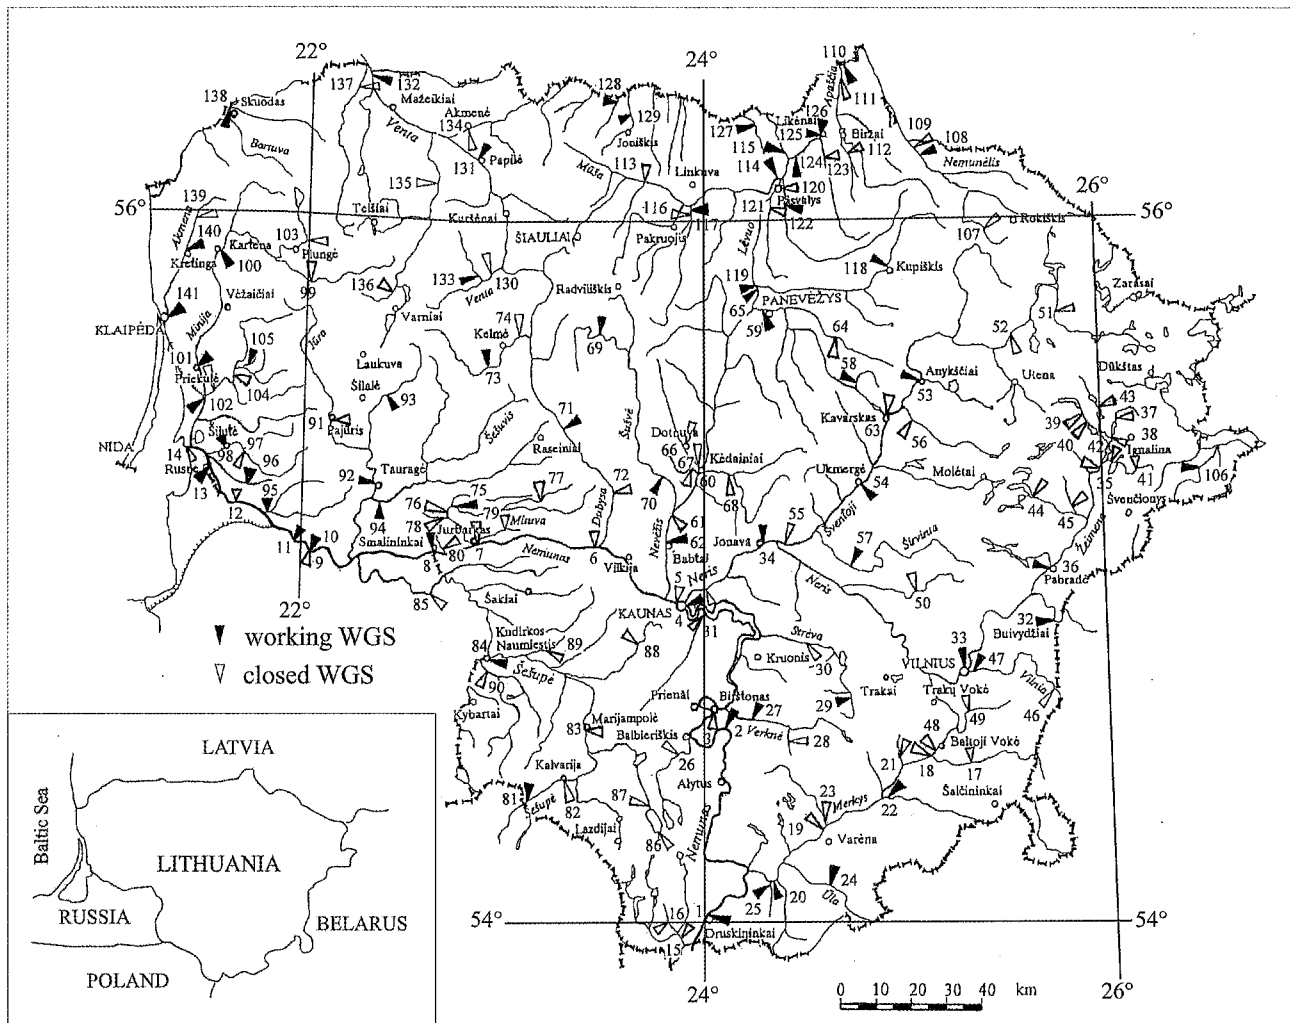 22°
24°
110
137
132
128
138
Skuodas
Mažeikiai
Akmenė
134
129
Joniškis
Apaščia
111
126
Likėnai
127
125
Biržai
109
108
Venta
Bartuva
131
Papilė
115
114
113
Mūša
Linkuva
124
123
112
Nemunėlis
26°
135
139
56°
Telšiai
Kuršėnai
116
117
120
Pasvalys
121
122
56°
Rokiškis
107
Akmena
140
Kretinga
Kartena
100
103
Plungė
ŠIAULIAI
Pakruojis
Lėvuo
118
Kupiškis
99
136
133
Venta
130
Radviliškis
119
65
PANEVĖŽYS
59
Zarasai
141
KLAIPĖDA
Vėžaičiai
Minija
Varniai
Kelmė
74
69
64
52
51
101
Priekulė
105
104
Jūra
Laukuva
Šilalė
73
58
Anykščiai
53
Utena
Dūkštas
102
93
91
Pajūris
Šešuvis
71
Šušvė
Kavarskas
63
56
43
39
37
40
42
38
Ignalina
NIDA
14
Šilutė
97
98
96
Rusnė
13
Raseiniai
Dotnuva
66
67
Kėdainiai
60
Ukmergė
54
Molėtai
35
41
106
Švenčionys
92
Tauragė
94
12
95
76
75
79
77
72
70
68
44
45
Žeimena
78
Jurbarkas
Smalininkai
80
7
Mituva
Dubysa
61
62
Babtai
Nevėžis
Jonava
34
55
Šventoji
57
Širvinta
11
10
9
8
Nemunas
6
Vilkija
5
Neris
Neris
50
36
Pabradė
22°
85
Šakiai
KAUNAS
4
31
32
Buivydžiai
working WGS
closed WGS
Kudirkos
Naumiestis
84
89
88
Strėva
Kruonis
30
VILNIUS
33
47
Šešupė
90
Kybartai
Prienai
Birštonas
Trakai
Trakų Vokė
Vilnia
46
Marijampolė
83
Balbieriškis
3
2
27
Verknė
29
28
48
49
Baltoji Vokė
26
21
18
17
Kalvarija
Alytus
81
Šešupė
82
87
Lazdijai
86
Nemunas
23
Merkys
19
22
Šalčininkai
Varėna
24
Ūla
25
20
54°
16
1
15
Druskininkai
54°
24°
26°
0 10 20 30 40 km
LATVIA
Baltic Sea
LITHUANIA
RUSSIA
BELARUS
POLAND